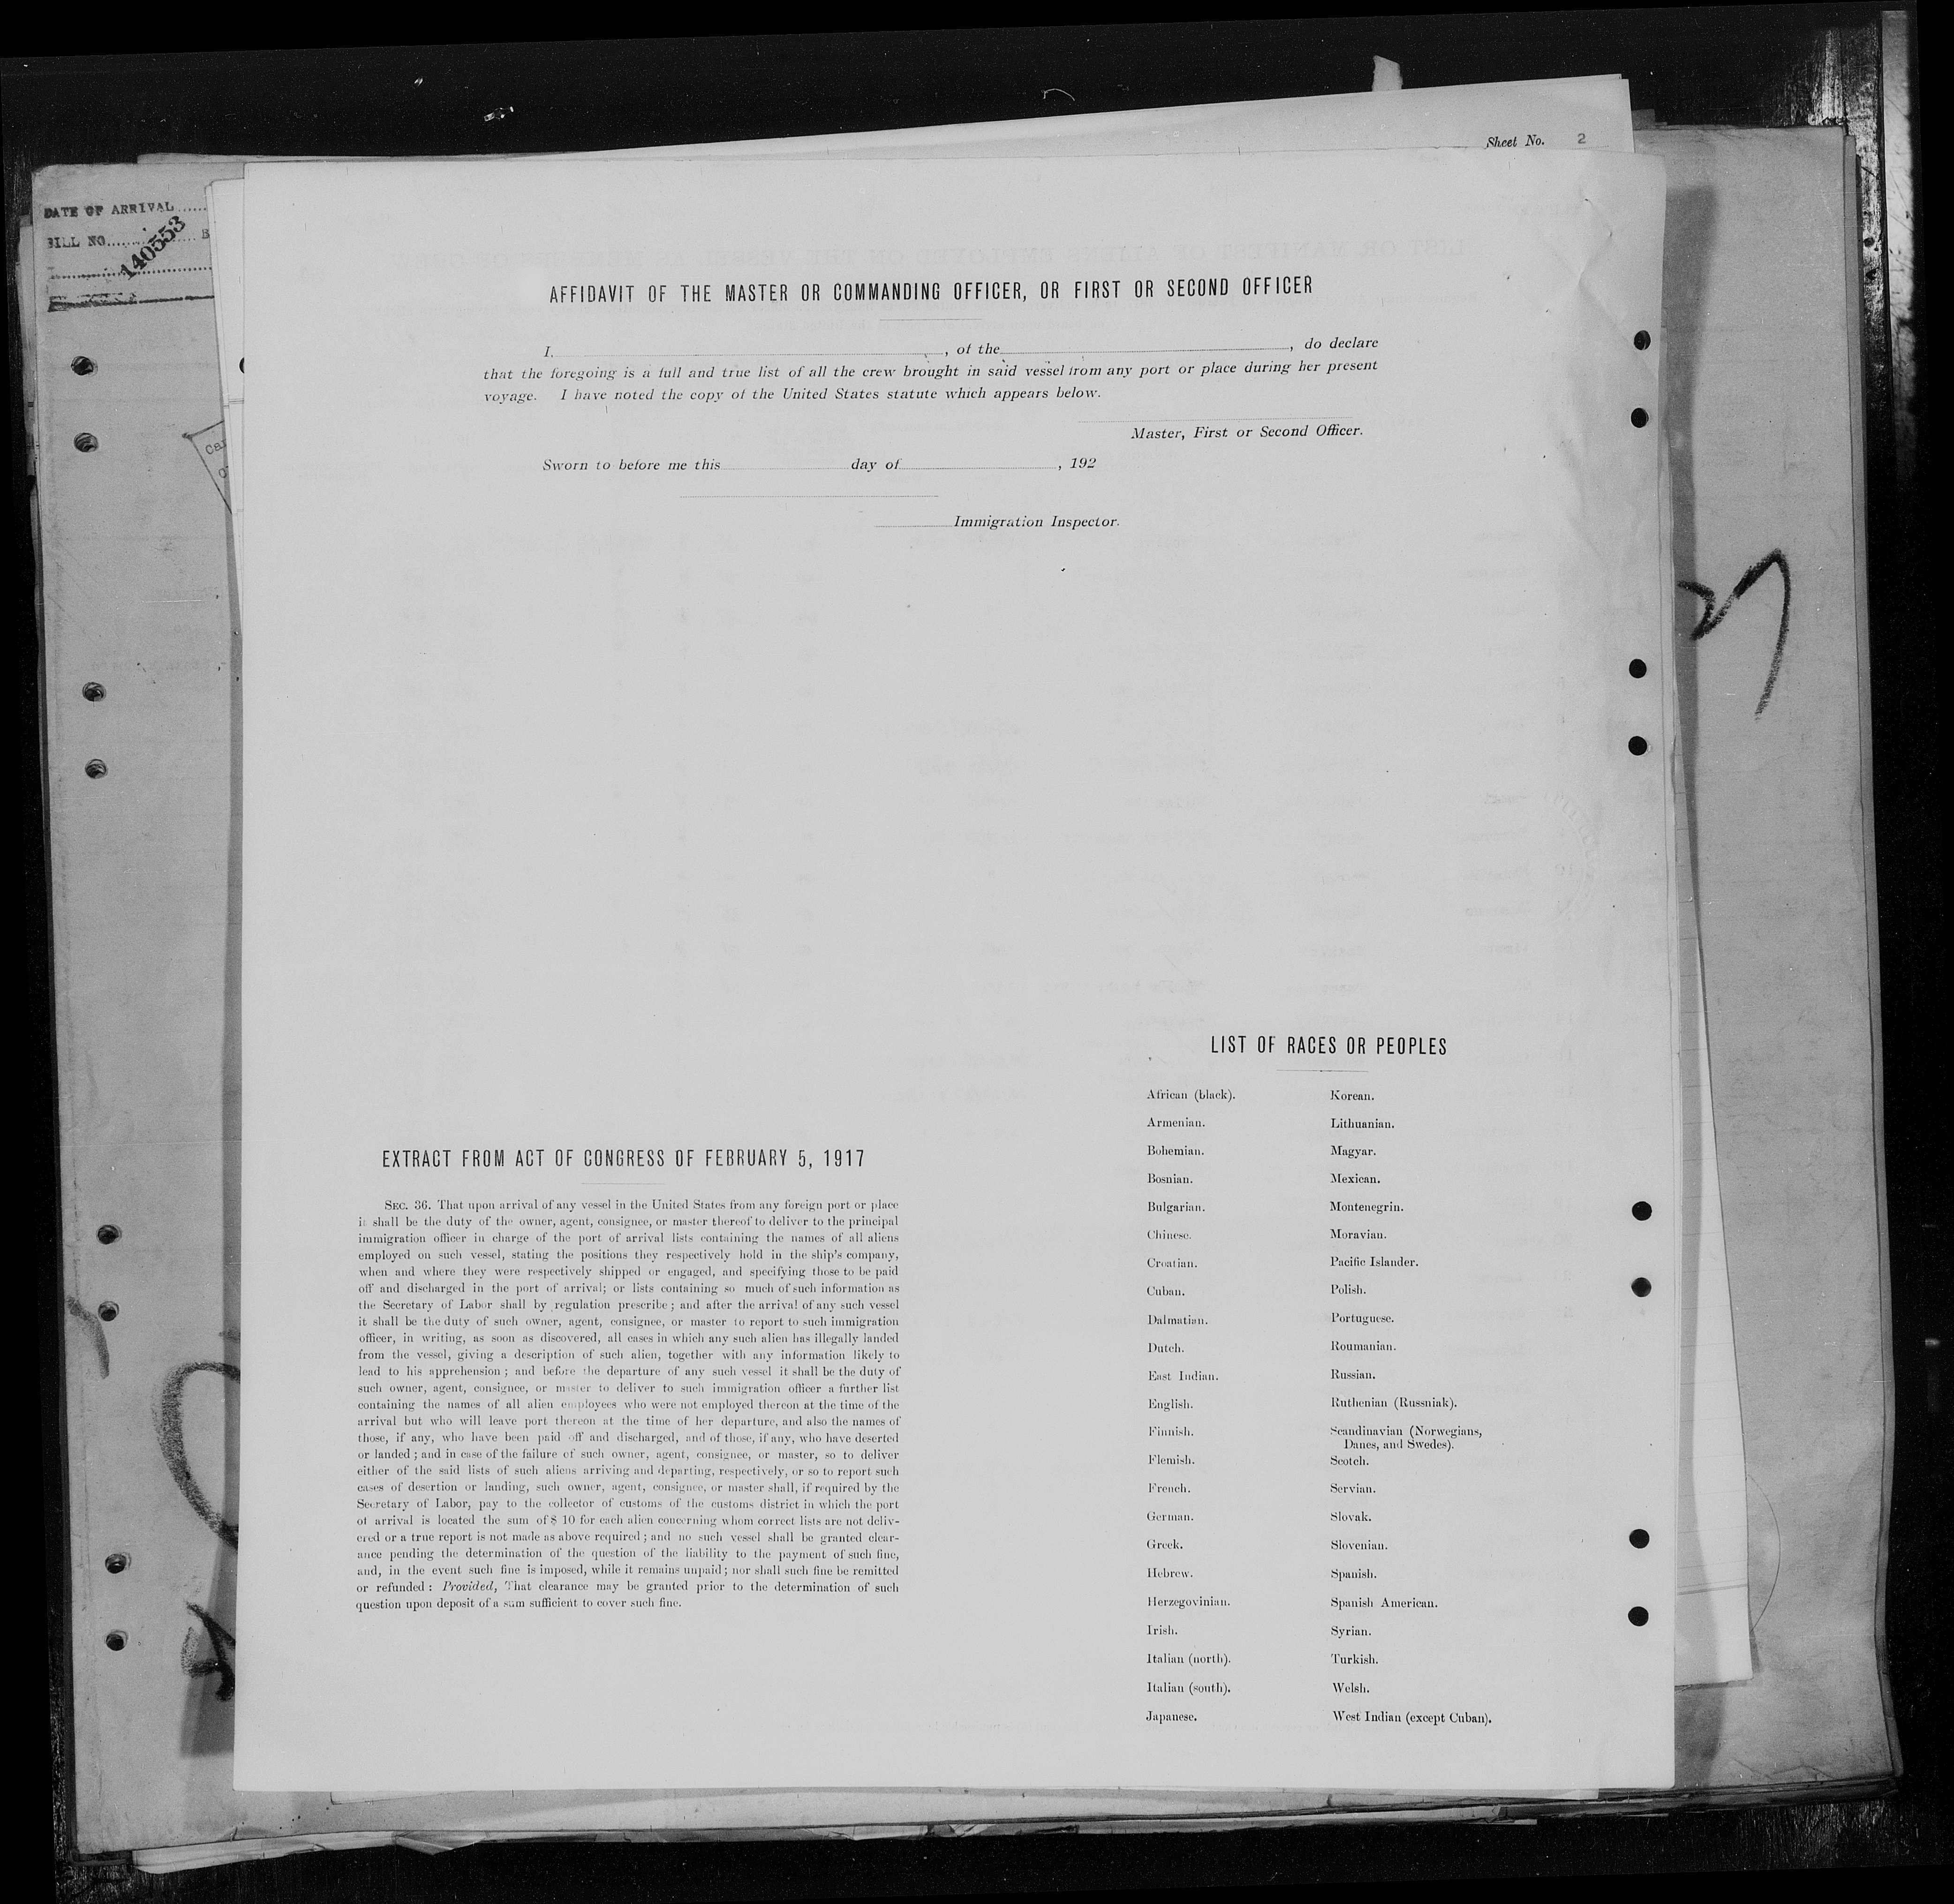 Sheet No. 2
DATE OF ARRIVAL
BILL NO.
140553
AFFIDAVIT OF THE MASTER OR COMMANDING OFFICER, OR FIRST OR SECOND OFFICER
I, , of the , do declare
that the foregoing is a full and true list of all the crew brought in said vessel from any port or place during her present
voyage. I have noted the copy of the United States statute which appears below.
Master, First or Second Officer.
Sworn to before me this day of , 192
Immigration Inspector.
EXTRACT FROM ACT OF CONGRESS OF FEBRUARY 5, 1917
SEC. 36. That upon arrival of any vessel in the United States from any foreign port or place
it shall be the duty of the owner, agent, consignee, or master thereof to deliver to the principal
immigration officer in charge of the port of arrival lists containing the names of all aliens
employed on such vessel, stating the positions they respectively hold in the ship's company,
when and where they were respectively shipped or engaged, and specifying those to be paid
off and discharged in the port of arrival; or lists containing so much of such information as
the Secretary of Labor shall by regulation prescribe; and after the arrival of any such vessel
it shall be the duty of such owner, agent, consignee, or master to report to such immigration
officer, in writing, as soon as discovered, all cases in which any such alien has illegally landed
from the vessel, giving a description of such alien, together with any information likely to
lead to his apprehension; and before the departure of any such vessel it shall be the duty of
such owner, agent, consignee, or master to deliver to such immigration officer a further list
containing the names of all alien employees who were not employed thereon at the time of the
arrival but who will leave port thereon at the time of her departure, and also the names of
those, if any, who have been paid off and discharged, and of those, if any, who have deserted
or landed; and in case of the failure of such owner, agent, consignee, or master, so to deliver
either of the said lists of such aliens arriving and departing, respectively, or so to report such
cases of desertion or landing, such owner, agent, consignee, or master shall, if required by the
Secretary of Labor, pay to the collector of customs of the customs district in which the port
of arrival is located the sum of $ 10 for each alien concerning whom correct lists are not deliv-
ered or a true report is not made as above required; and no such vessel shall be granted clear-
ance pending the determination of the question of the liability to the payment of such fine,
and, in the event such fine is imposed, while it remains unpaid; nor shall such fine be remitted
or refunded: Provided, That clearance may be granted prior to the determination of such
question upon deposit of a sum sufficient to cover such fine.
LIST OF RACES OR PEOPLES
African (black).
Armenian.
Bohemian.
Bosnian.
Bulgarian.
Chinese.
Croatian.
Cuban.
Dalmatian.
Dutch.
East Indian.
English.
Finnish.
Flemish.
French.
German.
Greek.
Hebrew.
Herzegovinian.
Irish.
Italian (north).
Italian (south).
Japanese.
Korean.
Lithuanian.
Magyar.
Mexican.
Montenegrin.
Moravian.
Pacific Islander.
Polish.
Portuguese.
Roumanian.
Russian.
Ruthenian (Russniak).
Scandinavian (Norwegians,
Danes, and Swedes).
Scotch.
Servian.
Slovak.
Slovenian.
Spanish.
Spanish American.
Syrian.
Turkish.
Welsh.
West Indian (except Cuban).